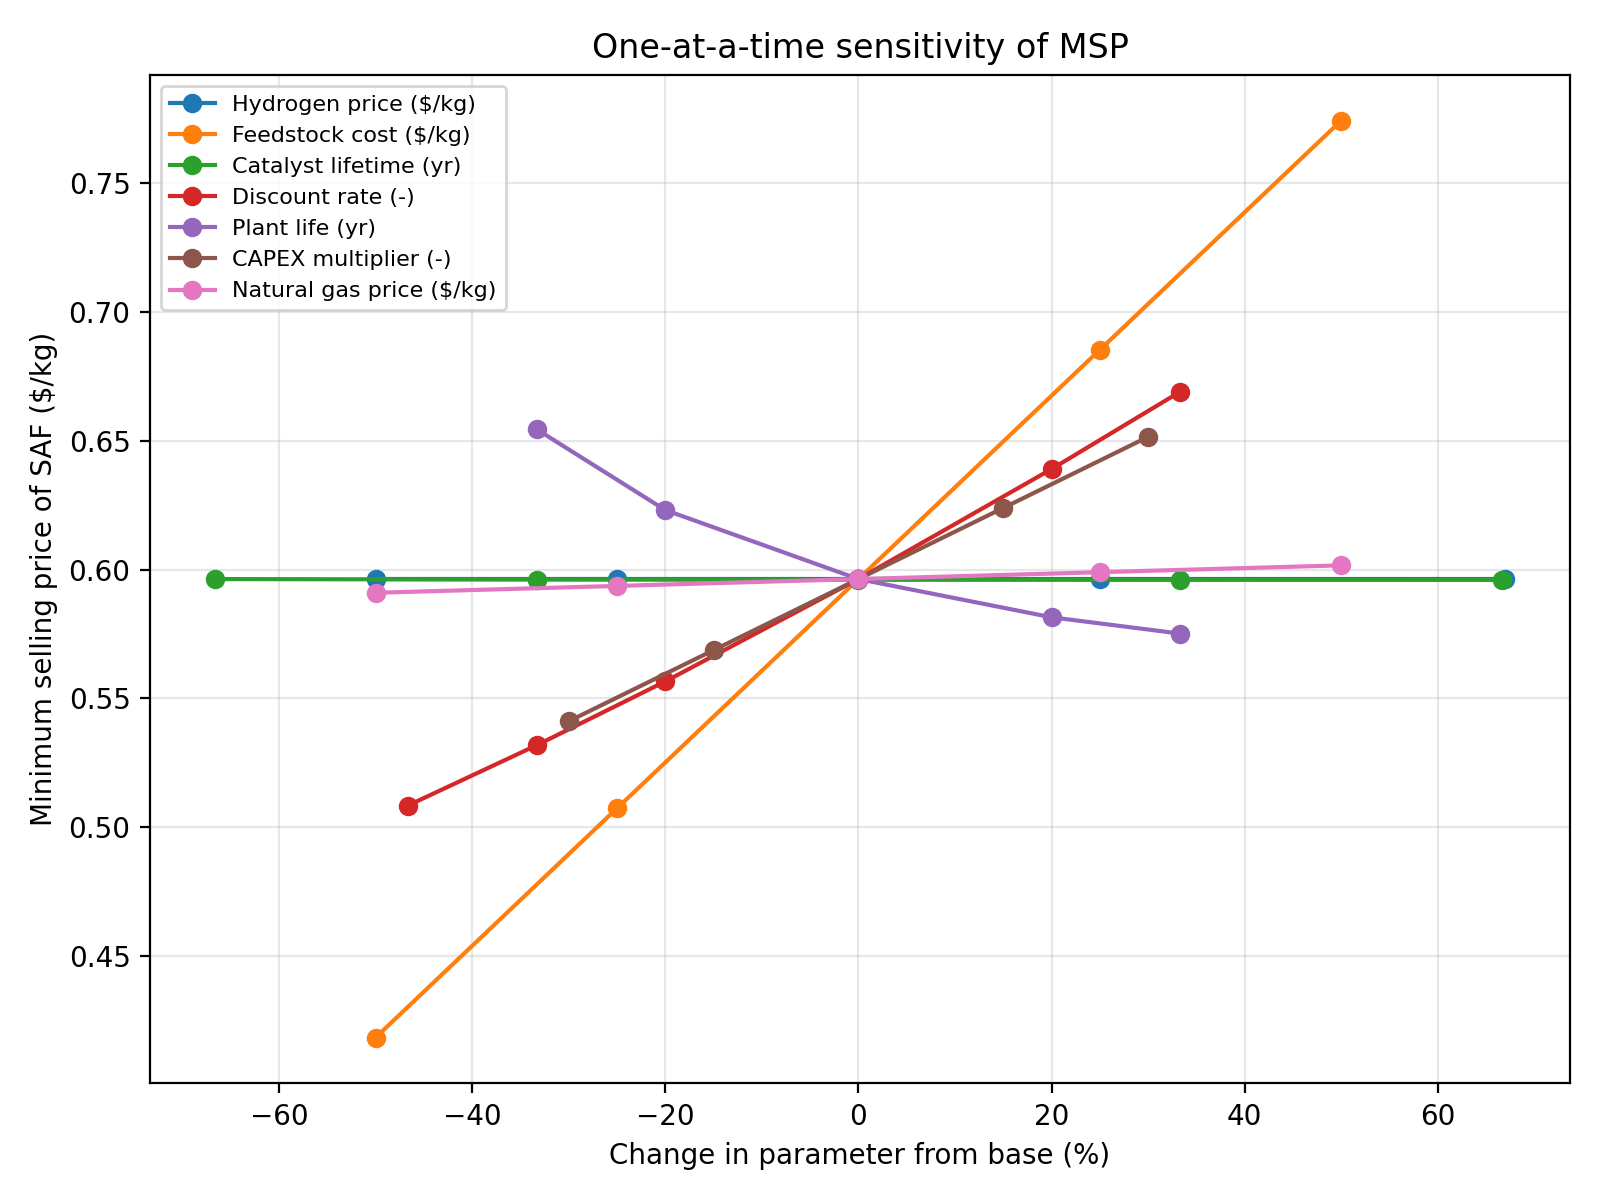 One-at-a-time sensitivity of MSP
Hydrogen price ($/kg)
Feedstock cost ($/kg)
Catalyst lifetime (yr)
Discount rate (-)
Plant life (yr)
CAPEX multiplier (-)
Natural gas price ($/kg)
Minimum selling price of SAF ($/kg)
0.75
0.70
0.65
0.60
0.55
0.50
0.45
−60 −40 −20 0 20 40 60
Change in parameter from base (%)